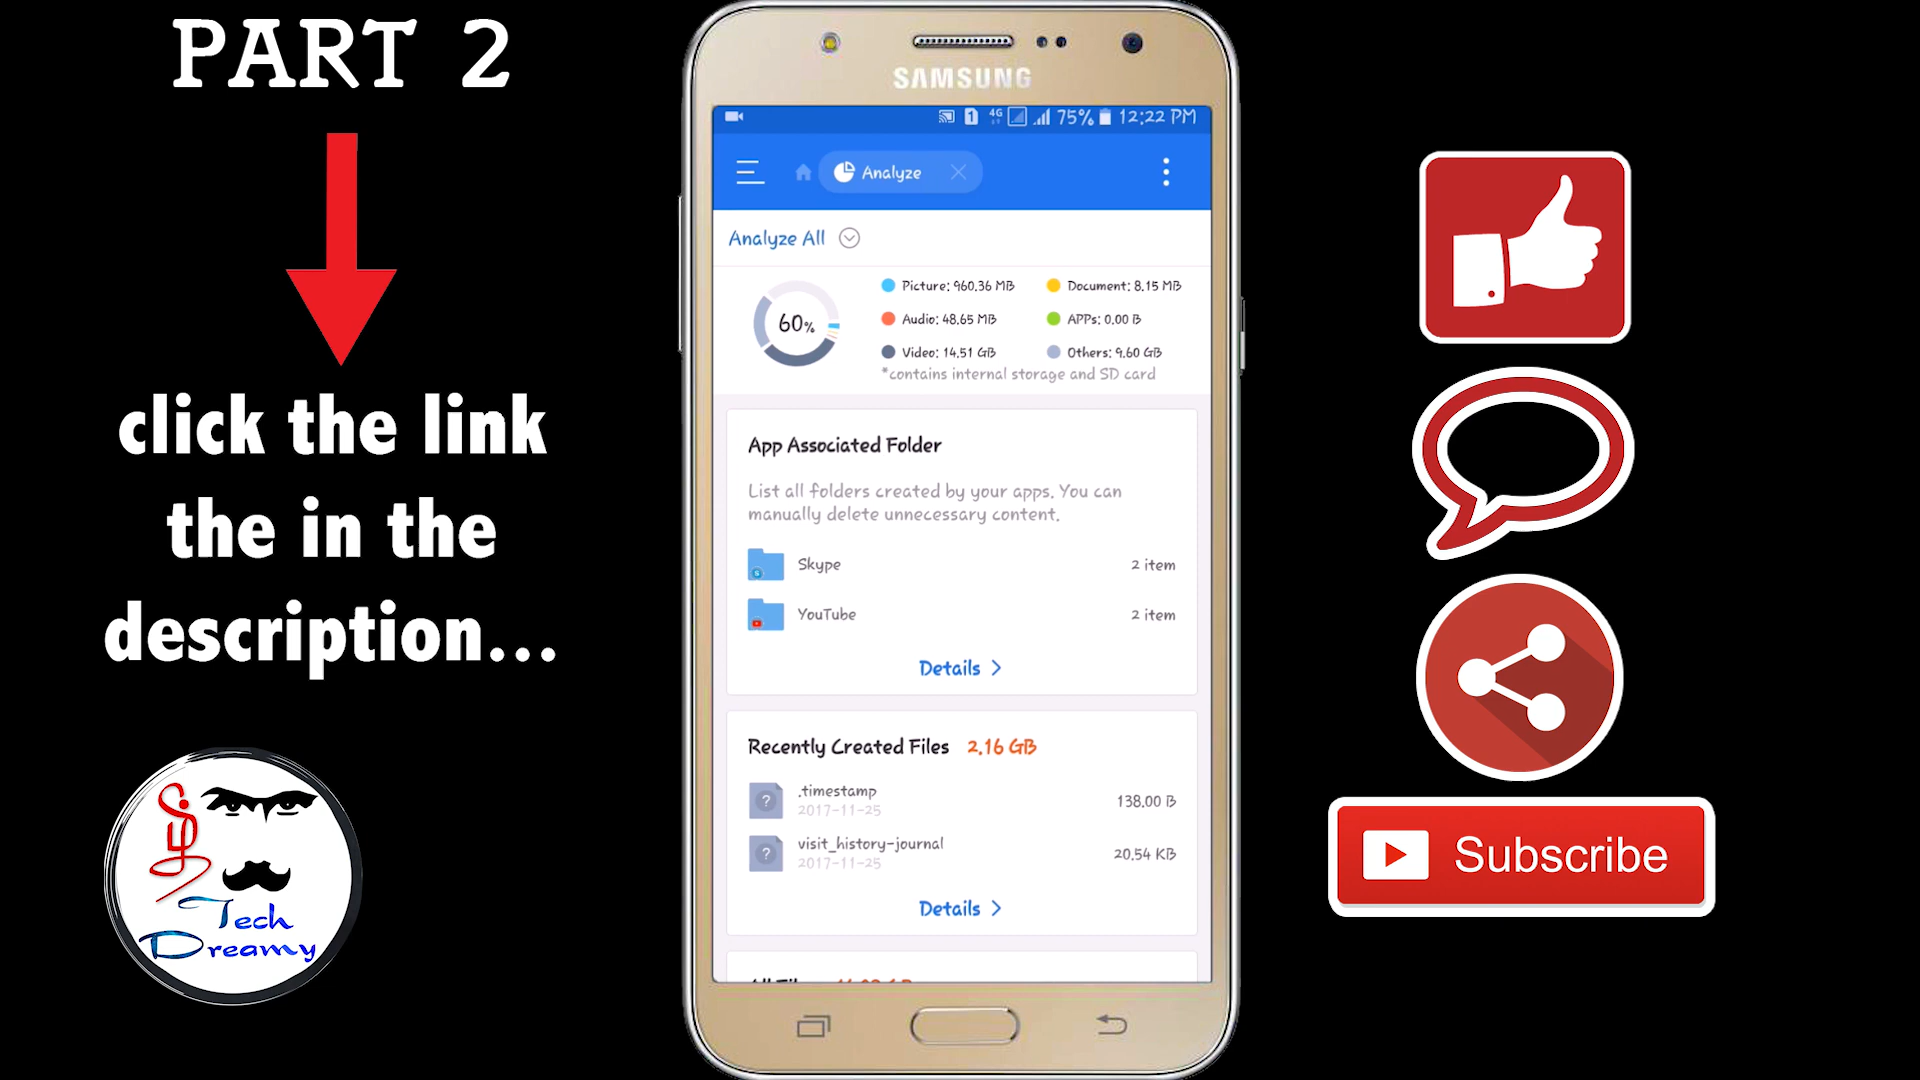 PART 2
click the link
the in the
description...
Tech
Dreamy
SAMSUNG
1 4G 75% 12:22 PM
Analyze
Analyze All
60%
Picture: 960.36 MB
Document: 8.15 MB
Audio: 48.65 MB
APPs: 0.00 B
Video: 14.51 GB
Others: 9.60 GB
*contains internal storage and SD card
App Associated Folder
List all folders created by your apps. You can
manually delete unnecessary content.
Skype 2 item
YouTube 2 item
Details >
Recently Created Files 2.16 GB
.timestamp 138.00 B
2017-11-25
visit_history-journal 20.54 KB
2017-11-25
Details >
Subscribe